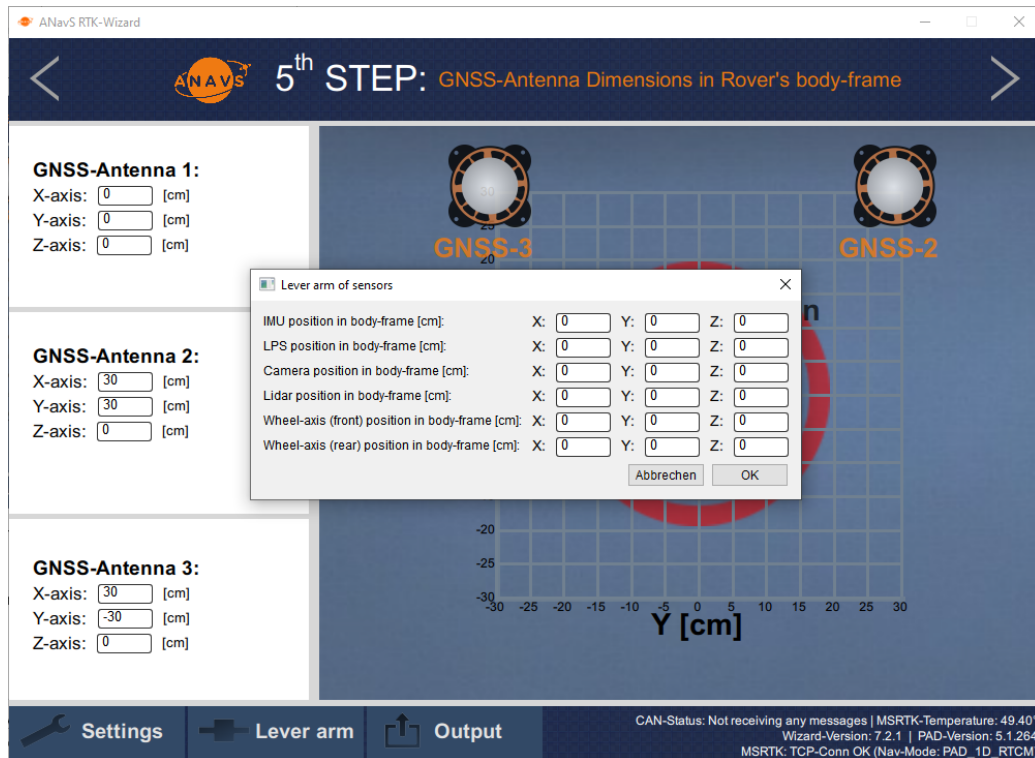 ANavS RTK-Wizard
ANAVS
5th STEP: GNSS-Antenna Dimensions in Rover's body-frame
GNSS-Antenna 1:
X-axis: 0 [cm]
Y-axis: 0 [cm]
Z-axis: 0 [cm]
GNSS-Antenna 2:
X-axis: 30 [cm]
Y-axis: 30 [cm]
Z-axis: 0 [cm]
GNSS-Antenna 3:
X-axis: 30 [cm]
Y-axis: -30 [cm]
Z-axis: 0 [cm]
30
25
GNSS-3
GNSS-2
20
n
Lever arm of sensors
IMU position in body-frame [cm]: X: 0 Y: 0 Z: 0
LPS position in body-frame [cm]: X: 0 Y: 0 Z: 0
Camera position in body-frame [cm]: X: 0 Y: 0 Z: 0
Lidar position in body-frame [cm]: X: 0 Y: 0 Z: 0
Wheel-axis (front) position in body-frame [cm]: X: 0 Y: 0 Z: 0
Wheel-axis (rear) position in body-frame [cm]: X: 0 Y: 0 Z: 0
Abbrechen OK
-20
-25
-30
-30 -25 -20 -15 -10 -5 0 5 10 15 20 25 30
Y [cm]
Settings Lever arm Output
CAN-Status: Not receiving any messages | MSRTK-Temperature: 49.40
Wizard-Version: 7.2.1 | PAD-Version: 5.1.264
MSRTK: TCP-Conn OK (Nav-Mode: PAD_1D_RTCM